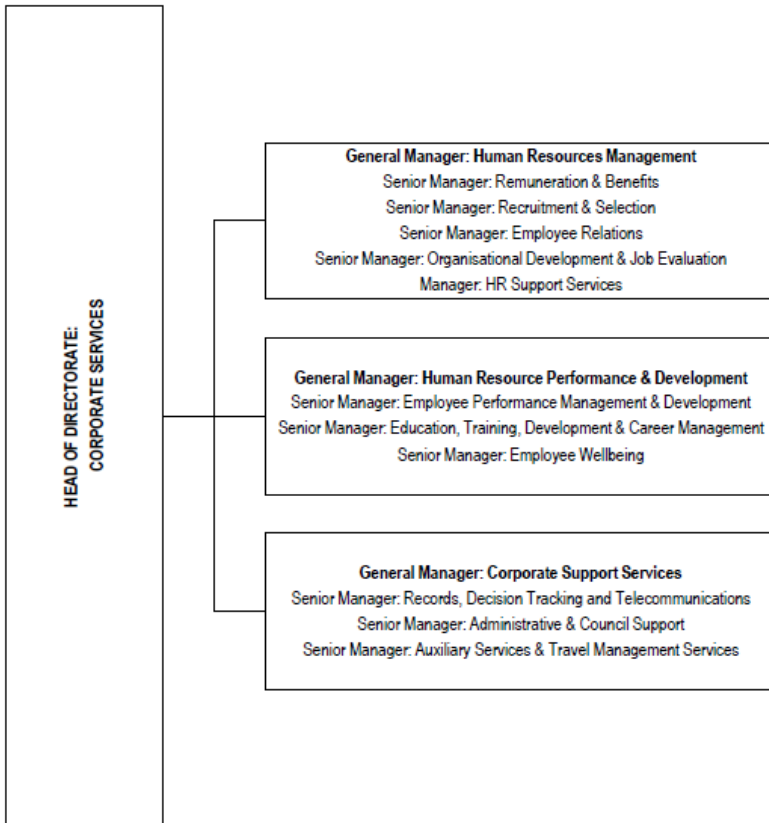 HEAD OF DIRECTORATE:
CORPORATE SERVICES
General Manager: Human Resources Management
Senior Manager: Remuneration & Benefits
Senior Manager: Recruitment & Selection
Senior Manager: Employee Relations
Senior Manager: Organisational Development & Job Evaluation
Manager: HR Support Services
General Manager: Human Resource Performance & Development
Senior Manager: Employee Performance Management & Development
Senior Manager: Education, Training, Development & Career Management
Senior Manager: Employee Wellbeing
General Manager: Corporate Support Services
Senior Manager: Records, Decision Tracking and Telecommunications
Senior Manager: Administrative & Council Support
Senior Manager: Auxiliary Services & Travel Management Services